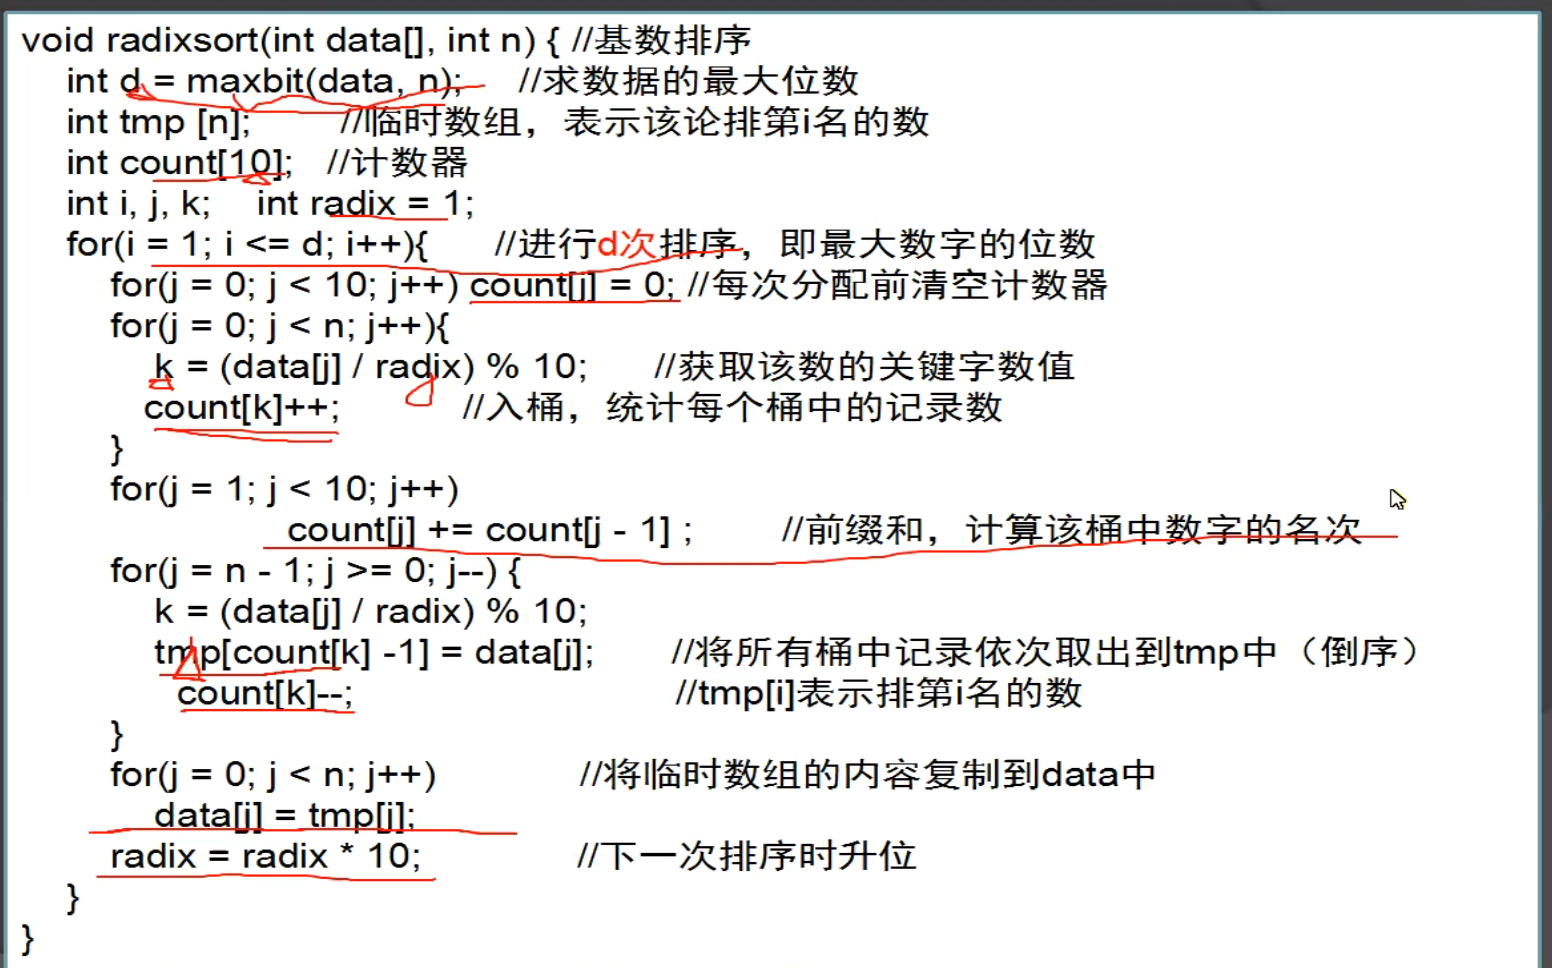 void radixsort(int data[], int n) { //基数排序
int d = maxbit(data, n); //求数据的最大位数
int tmp [n]; //临时数组，表示该论排第i名的数
int count[10]; //计数器
int i, j, k; int radix = 1;
for(i = 1; i <= d; i++){ //进行d次排序，即最大数字的位数
for(j = 0; j < 10; j++) count[j] = 0; //每次分配前清空计数器
for(j = 0; j < n; j++){
k = (data[j] / radix) % 10; //获取该数的关键字数值
count[k]++; //入桶，统计每个桶中的记录数
}
for(j = 1; j < 10; j++)
count[j] += count[j - 1] ; //前缀和，计算该桶中数字的名次
for(j = n - 1; j >= 0; j--) {
k = (data[j] / radix) % 10;
tmp[count[k] -1] = data[j]; //将所有桶中记录依次取出到tmp中（倒序）
count[k]--; //tmp[i]表示排第i名的数
}
for(j = 0; j < n; j++) //将临时数组的内容复制到data中
data[j] = tmp[j];
radix = radix * 10; //下一次排序时升位
}
}